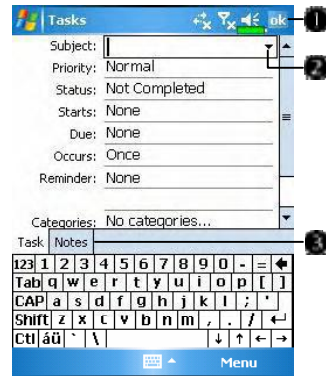 Tasks ok 1
Subject: 2
Priority: Normal
Status: Not Completed
Starts: None
Due: None
Occurs: Once
Reminder: None
Categories: No categories...
Task Notes 3
123 1 2 3 4 5 6 7 8 9 0 - = ←
Tab q w e r t y u i o p [ ]
CAP a s d f g h j k l ; '
Shift z x c v b n m , . / ↵
Ctl áü ` \ ↓ ↑ ← →
Menu